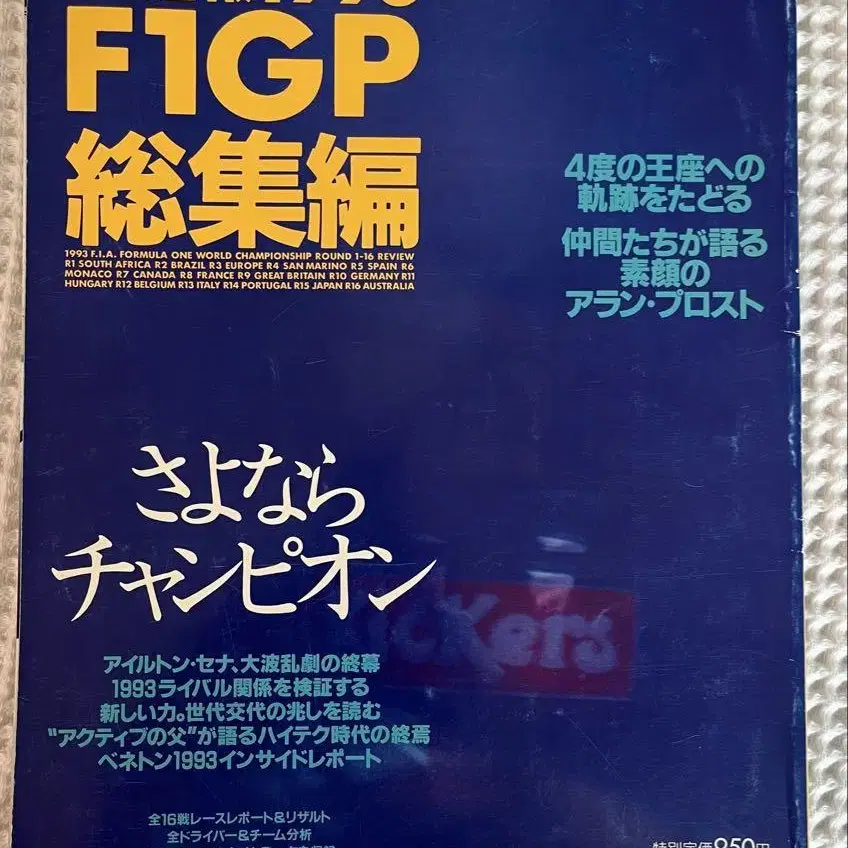 1993
F1GP
総集編
1993 F.I.A. FORMULA ONE WORLD CHAMPIONSHIP ROUND 1-16 REVIEW
R1 SOUTH AFRICA R2 BRAZIL R3 EUROPE R4 SAN MARINO R5 SPAIN R6
MONACO R7 CANADA R8 FRANCE R9 GREAT BRITAIN R10 GERMANY R11
HUNGARY R12 BELGIUM R13 ITALY R14 PORTUGAL R15 JAPAN R16 AUSTRALIA
4度の王座への
軌跡をたどる
仲間たちが語る
素顔の
アラン・プロスト
さよなら
チャンピオン
アイルトン・セナ、大波乱劇の終幕
1993ライバル関係を検証する
新しい力。世代交代の兆しを読む
“アクティブの父”が語るハイテク時代の終焉
ベネトン1993インサイドレポート
全16戦レースレポート&リザルト
全ドライバー&チーム分析
特別定価950円